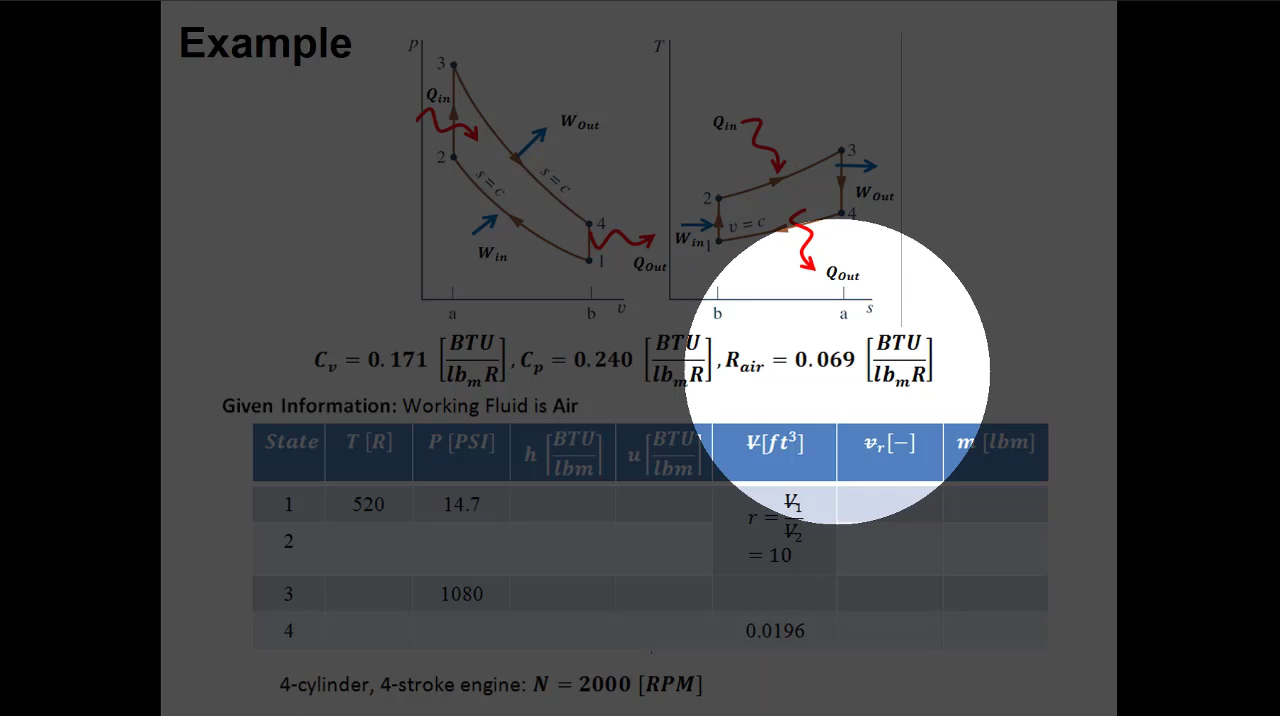 Example
p
3
Q_in
W_Out
2
s = c
s = c
4
W_in
1
Q_Out
a
b
v
T
Q_in
3
2
W_Out
4
W_in
v = c
1
Q_Out
b
a
s
C_v = 0.171 [BTU/lb_m R], C_p = 0.240 [BTU/lb_m R], R_air = 0.069 [BTU/lb_m R]
Given Information: Working Fluid is Air
State T [R] P [PSI] h [BTU/lbm] u [BTU/lbm] V[ft³] v_r[−] m [lbm]
1 520 14.7 r = V_1/V_2
2 = 10
3 1080
4 0.0196
4-cylinder, 4-stroke engine: N = 2000 [RPM]